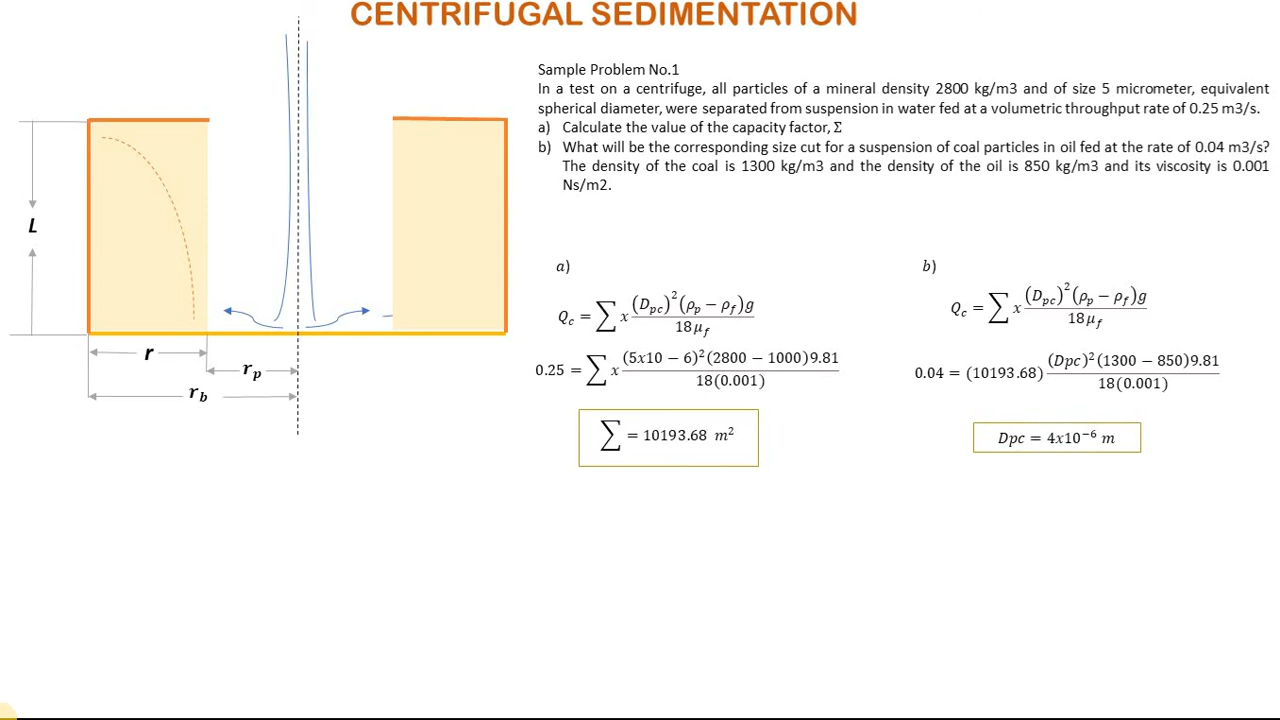 CENTRIFUGAL SEDIMENTATION
Sample Problem No.1
In a test on a centrifuge, all particles of a mineral density 2800 kg/m3 and of size 5 micrometer, equivalent
spherical diameter, were separated from suspension in water fed at a volumetric throughput rate of 0.25 m3/s.
a) Calculate the value of the capacity factor, Σ
b) What will be the corresponding size cut for a suspension of coal particles in oil fed at the rate of 0.04 m3/s?
The density of the coal is 1300 kg/m3 and the density of the oil is 850 kg/m3 and its viscosity is 0.001
Ns/m2.
L
r
r_p
r_b
a)
Q_c = ∑ x (D_pc)²(ρ_p − ρ_f)g / 18μ_f
0.25 = ∑ x (5x10 − 6)²(2800 − 1000)9.81 / 18(0.001)
∑ = 10193.68 m²
b)
Q_c = ∑ x (D_pc)²(ρ_p − ρ_f)g / 18μ_f
0.04 = (10193.68) (Dpc)²(1300 − 850)9.81 / 18(0.001)
Dpc = 4x10⁻⁶ m